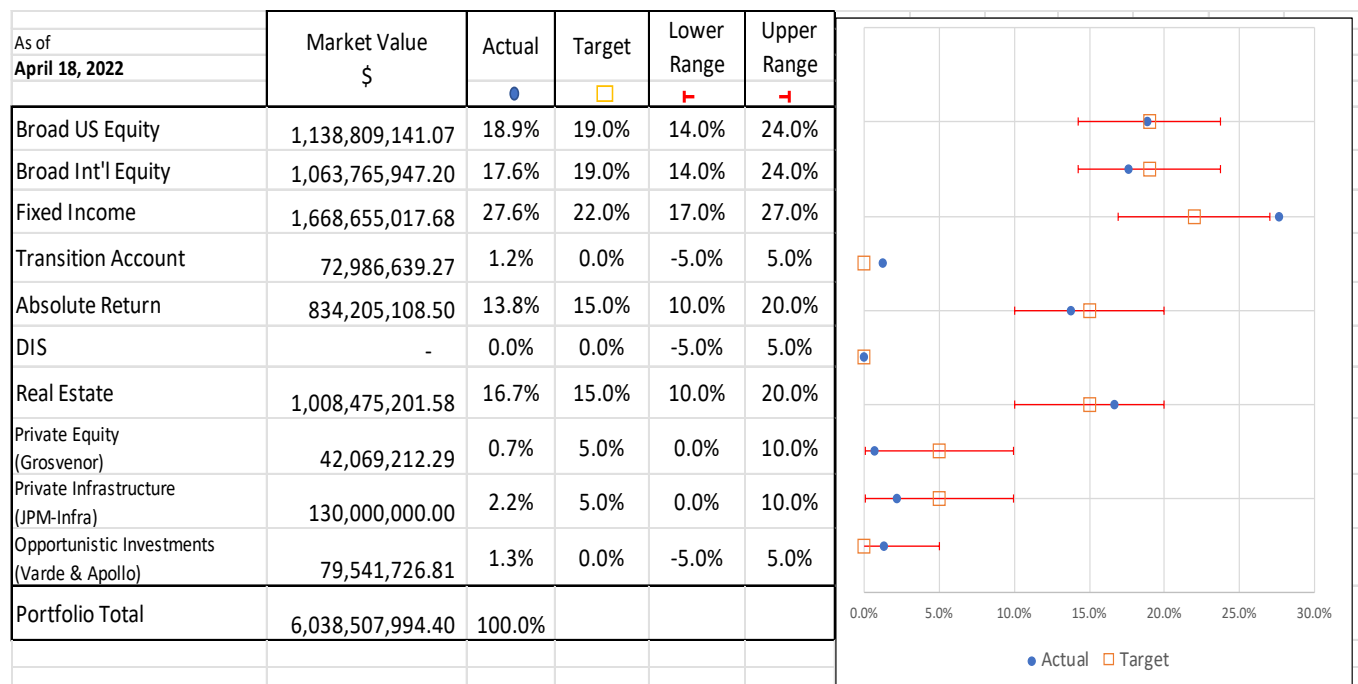 As of
April 18, 2022
Market Value
$
Actual
Target
Lower
Range
Upper
Range
Broad US Equity 1,138,809,141.07 18.9% 19.0% 14.0% 24.0%
Broad Int'l Equity 1,063,765,947.20 17.6% 19.0% 14.0% 24.0%
Fixed Income 1,668,655,017.68 27.6% 22.0% 17.0% 27.0%
Transition Account 72,986,639.27 1.2% 0.0% -5.0% 5.0%
Absolute Return 834,205,108.50 13.8% 15.0% 10.0% 20.0%
DIS - 0.0% 0.0% -5.0% 5.0%
Real Estate 1,008,475,201.58 16.7% 15.0% 10.0% 20.0%
Private Equity
(Grosvenor) 42,069,212.29 0.7% 5.0% 0.0% 10.0%
Private Infrastructure
(JPM-Infra) 130,000,000.00 2.2% 5.0% 0.0% 10.0%
Opportunistic Investments
(Varde & Apollo) 79,541,726.81 1.3% 0.0% -5.0% 5.0%
Portfolio Total 6,038,507,994.40 100.0%
0.0% 5.0% 10.0% 15.0% 20.0% 25.0% 30.0%
Actual Target